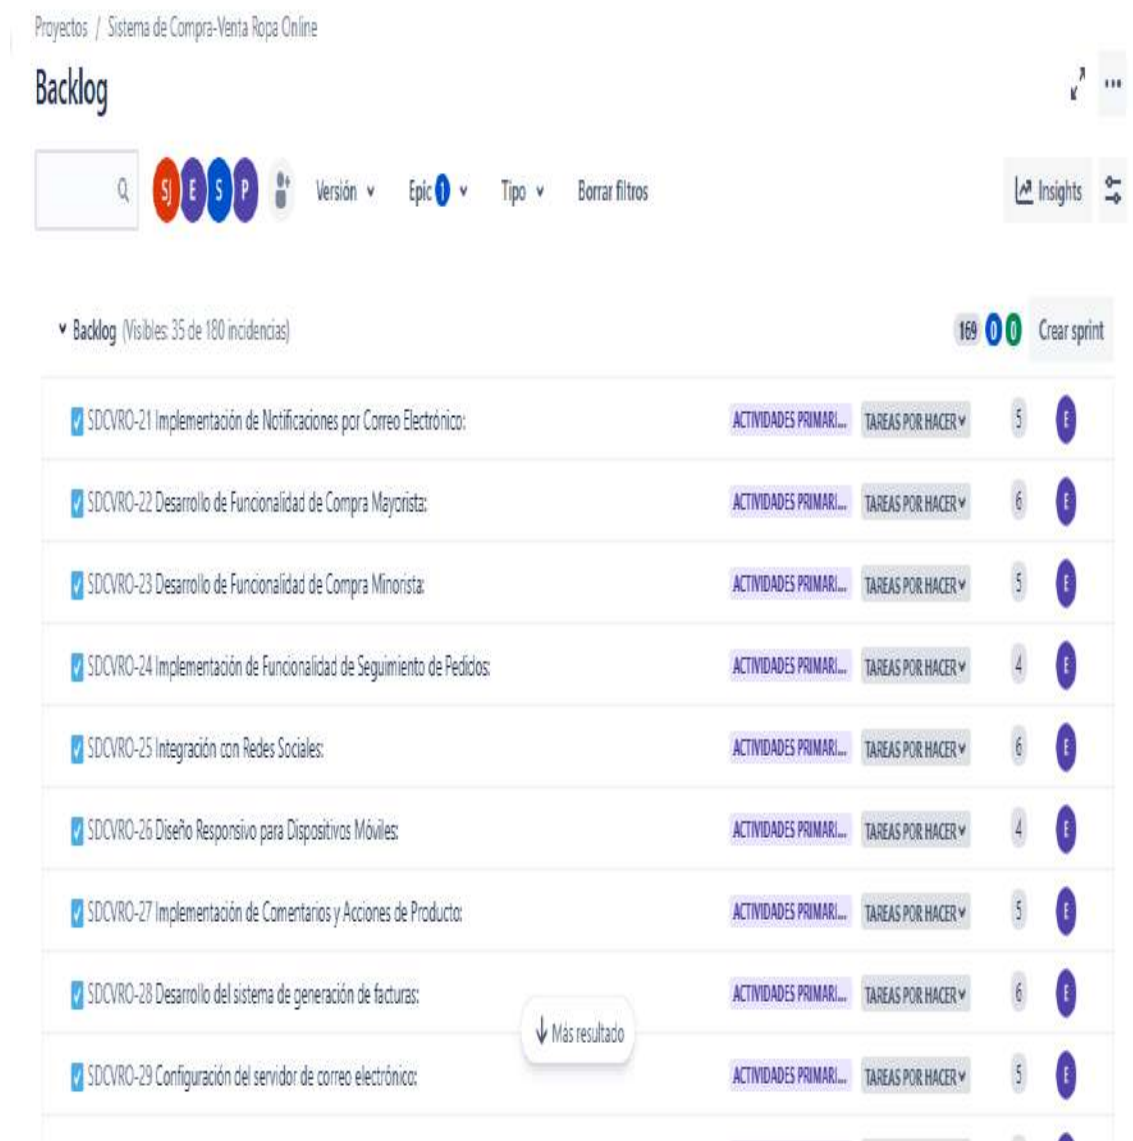 Proyectos / Sistema de Compra-Venta Ropa Online
Backlog
SJ E S P Versión Epic 1 Tipo Borrar filtros Insights
Backlog (Visibles: 35 de 180 incidencias) 169 0 0 Crear sprint
SDCVRO-21 Implementación de Notificaciones por Correo Electrónico: ACTIVIDADES PRIMARI... TAREAS POR HACER 5 E
SDCVRO-22 Desarrollo de Funcionalidad de Compra Mayorista: ACTIVIDADES PRIMARI... TAREAS POR HACER 6 E
SDCVRO-23 Desarrollo de Funcionalidad de Compra Minorista: ACTIVIDADES PRIMARI... TAREAS POR HACER 5 E
SDCVRO-24 Implementación de Funcionalidad de Seguimiento de Pedidos: ACTIVIDADES PRIMARI... TAREAS POR HACER 4 E
SDCVRO-25 Integración con Redes Sociales: ACTIVIDADES PRIMARI... TAREAS POR HACER 6 E
SDCVRO-26 Diseño Responsivo para Dispositivos Móviles: ACTIVIDADES PRIMARI... TAREAS POR HACER 4 E
SDCVRO-27 Implementación de Comentarios y Acciones de Producto: ACTIVIDADES PRIMARI... TAREAS POR HACER 5 E
SDCVRO-28 Desarrollo del sistema de generación de facturas: ACTIVIDADES PRIMARI... TAREAS POR HACER 6 E
Más resultado
SDCVRO-29 Configuración del servidor de correo electrónico: ACTIVIDADES PRIMARI... TAREAS POR HACER 5 E